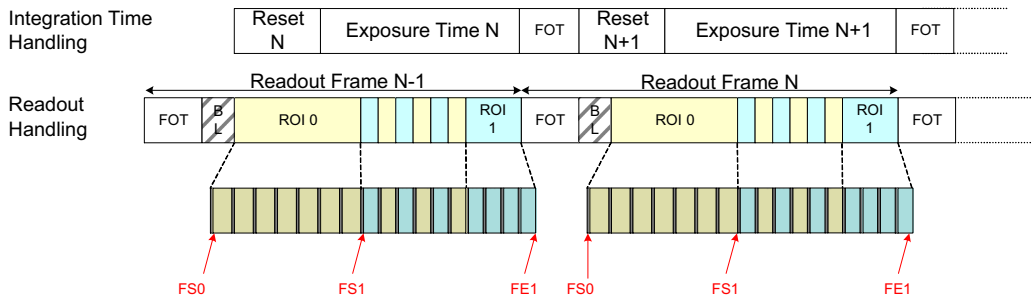 Integration Time Handling
Reset N
Exposure Time N
FOT
Reset N+1
Exposure Time N+1
FOT
Readout Frame N-1
Readout Frame N
Readout Handling
FOT
B L
ROI 0
ROI 1
FOT
B L
ROI 0
ROI 1
FOT
FS0
FS1
FE1
FS0
FS1
FE1